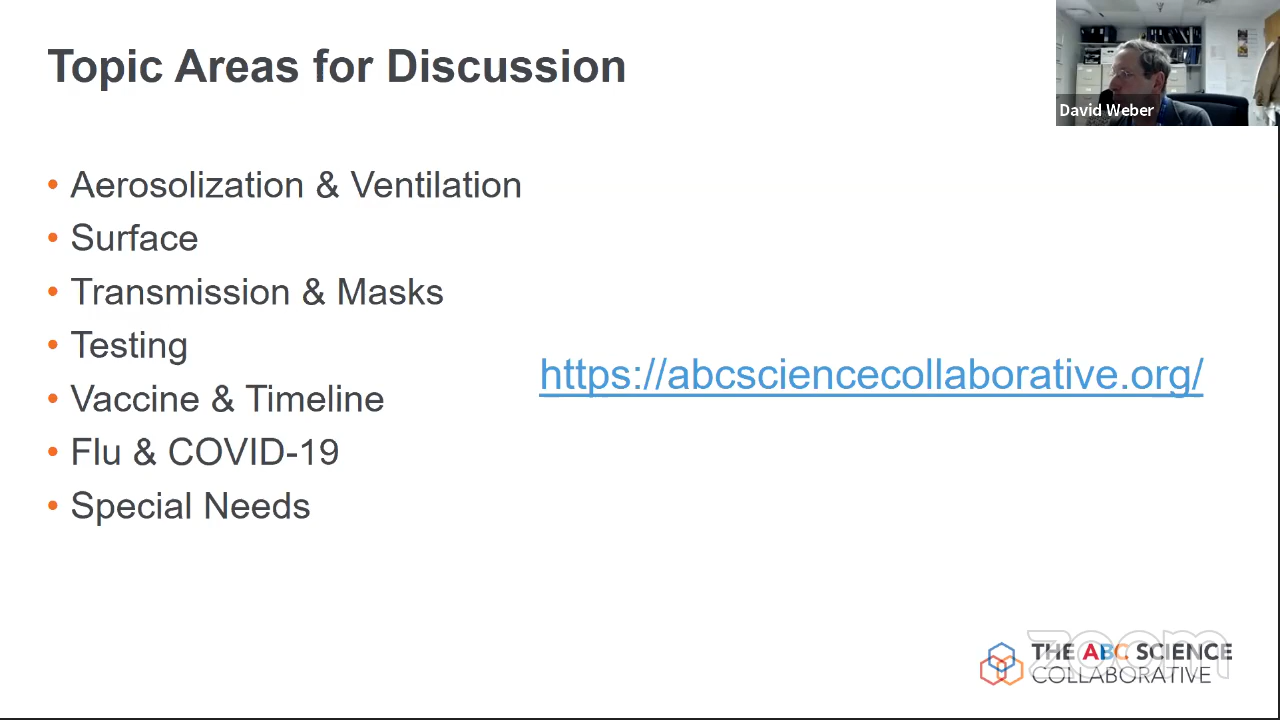 Topic Areas for Discussion
David Weber
• Aerosolization & Ventilation
• Surface
• Transmission & Masks
• Testing
• Vaccine & Timeline
• Flu & COVID-19
• Special Needs
https://abcsciencecollaborative.org/
zoom
THE ABC SCIENCE
COLLABORATIVE